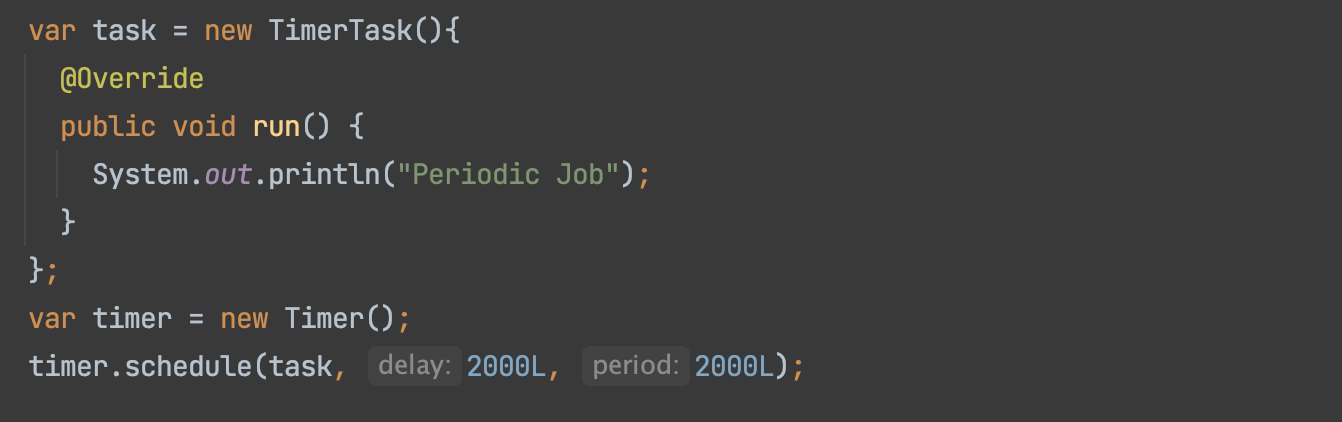 var task = new TimerTask(){
@Override
public void run() {
System.out.println("Periodic Job");
}
};
var timer = new Timer();
timer.schedule(task, delay: 2000L, period: 2000L);